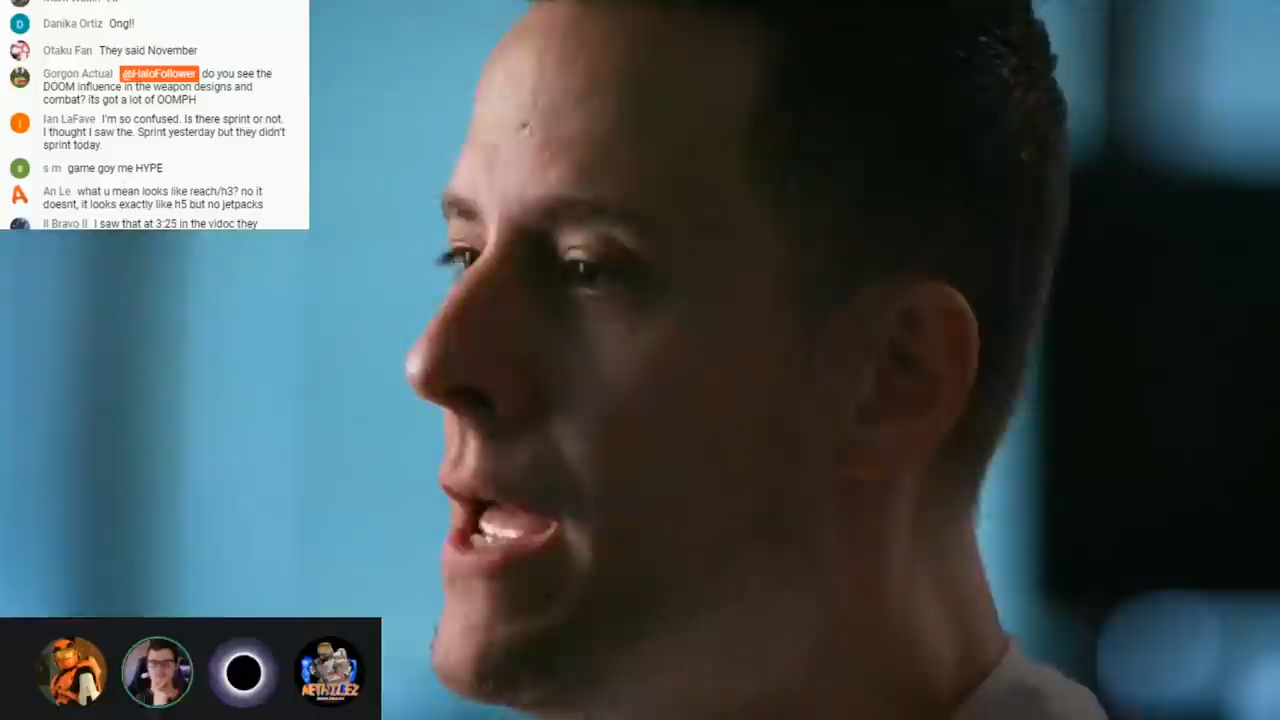 Danika Ortiz Ong!!
Otaku Fan They said November
Gorgon Actual @HaloFollower do you see the
DOOM influence in the weapon designs and
combat? its got a lot of OOMPH
Ian LaFave I'm so confused. Is there sprint or not.
I thought I saw the. Sprint yesterday but they didn't
sprint today.
s m game goy me HYPE
An Le what u mean looks like reach/h3? no it
doesnt, it looks exactly like h5 but no jetpacks
II Bravo II I saw that at 3:25 in the vidoc they